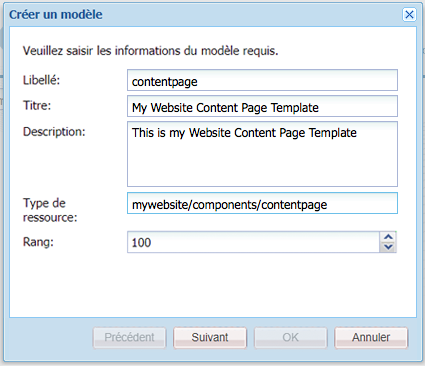 Créer un modèle
Veuillez saisir les informations du modèle requis.
Libellé: contentpage
Titre: My Website Content Page Template
Description: This is my Website Content Page Template
Type de ressource: mywebsite/components/contentpage
Rang: 100
Précédent Suivant OK Annuler